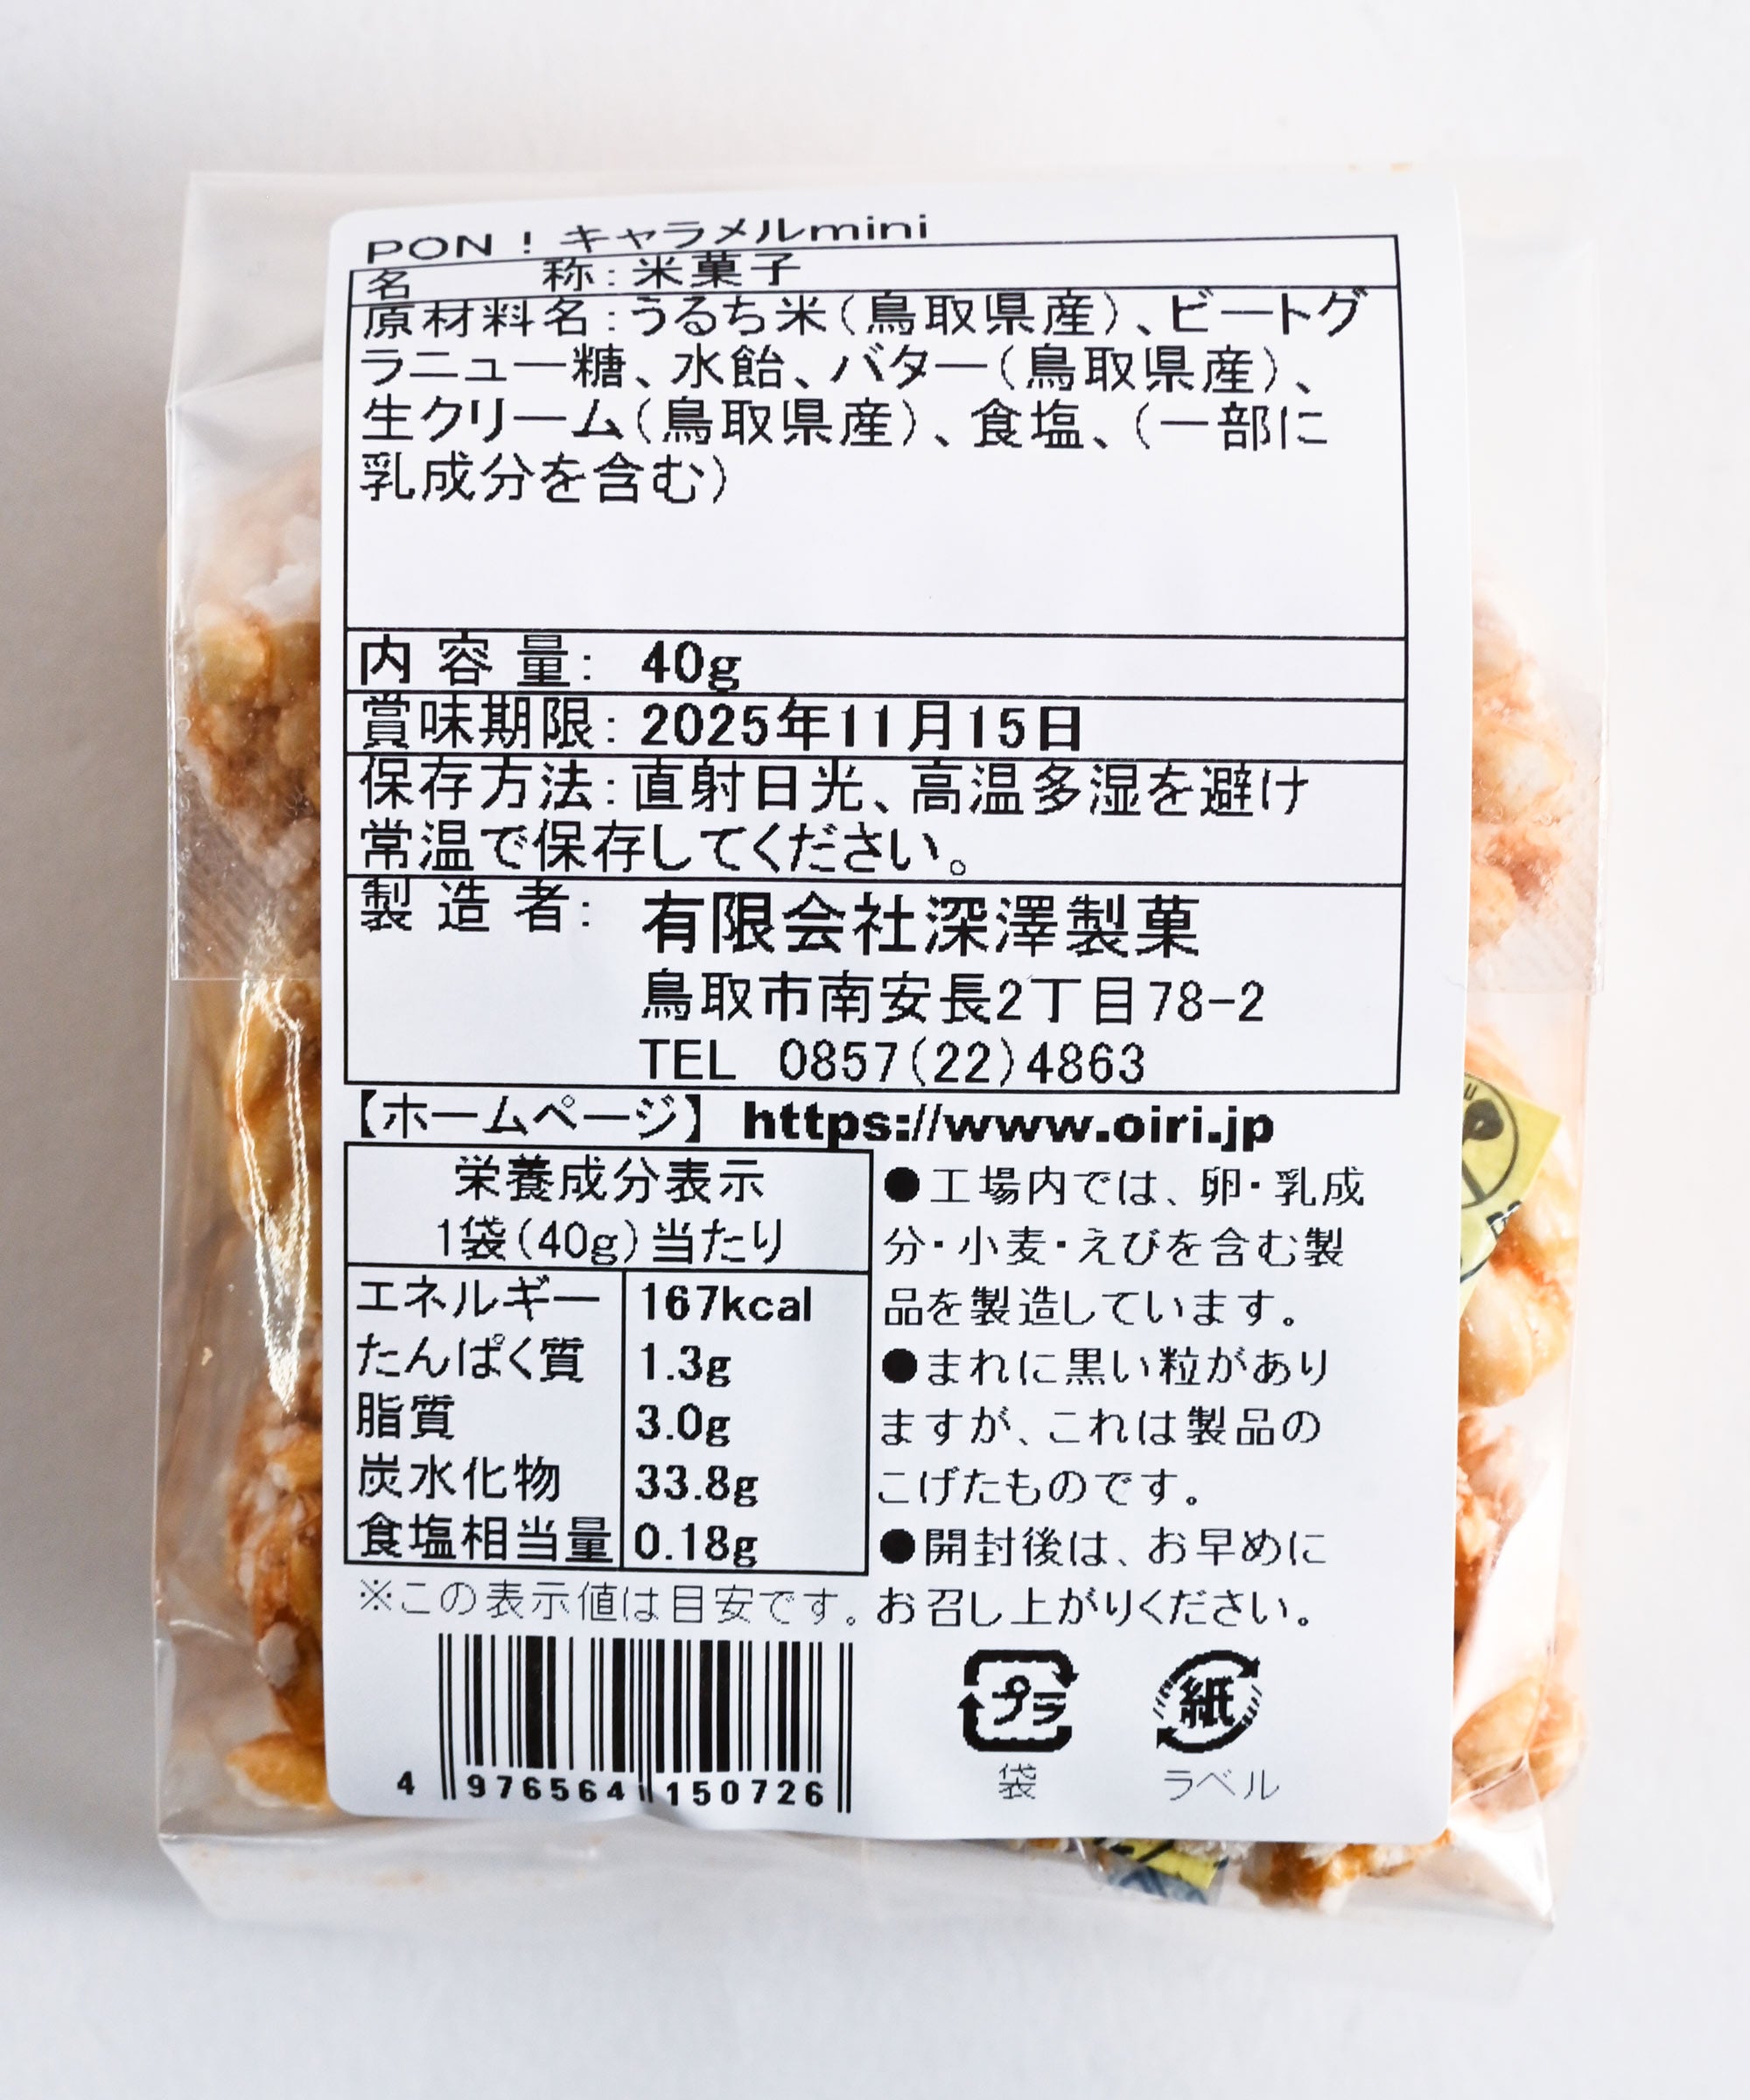 PON！キャラメルmini
名　　称：米菓子
原材料名：うるち米（鳥取県産）、ビートグ
ラニュー糖、水飴、バター（鳥取県産）、
生クリーム（鳥取県産）、食塩、（一部に
乳成分を含む）
内 容 量： 40g
賞味期限：2025年11月15日
保存方法：直射日光、高温多湿を避け
常温で保存してください。
製 造 者： 有限会社深澤製菓
鳥取市南安長2丁目78-2
TEL 0857(22)4863
【ホームページ】 https://www.oiri.jp
栄養成分表示
1袋（40g）当たり
エネルギー 167kcal
たんぱく質 1.3g
脂質 3.0g
炭水化物 33.8g
食塩相当量 0.18g
※この表示値は目安です。
●工場内では、卵・乳成
分・小麦・えびを含む製
品を製造しています。
●まれに黒い粒があり
ますが、これは製品の
こげたものです。
●開封後は、お早めに
お召し上がりください。
4 976564 150726
プラ
袋
紙
ラベル